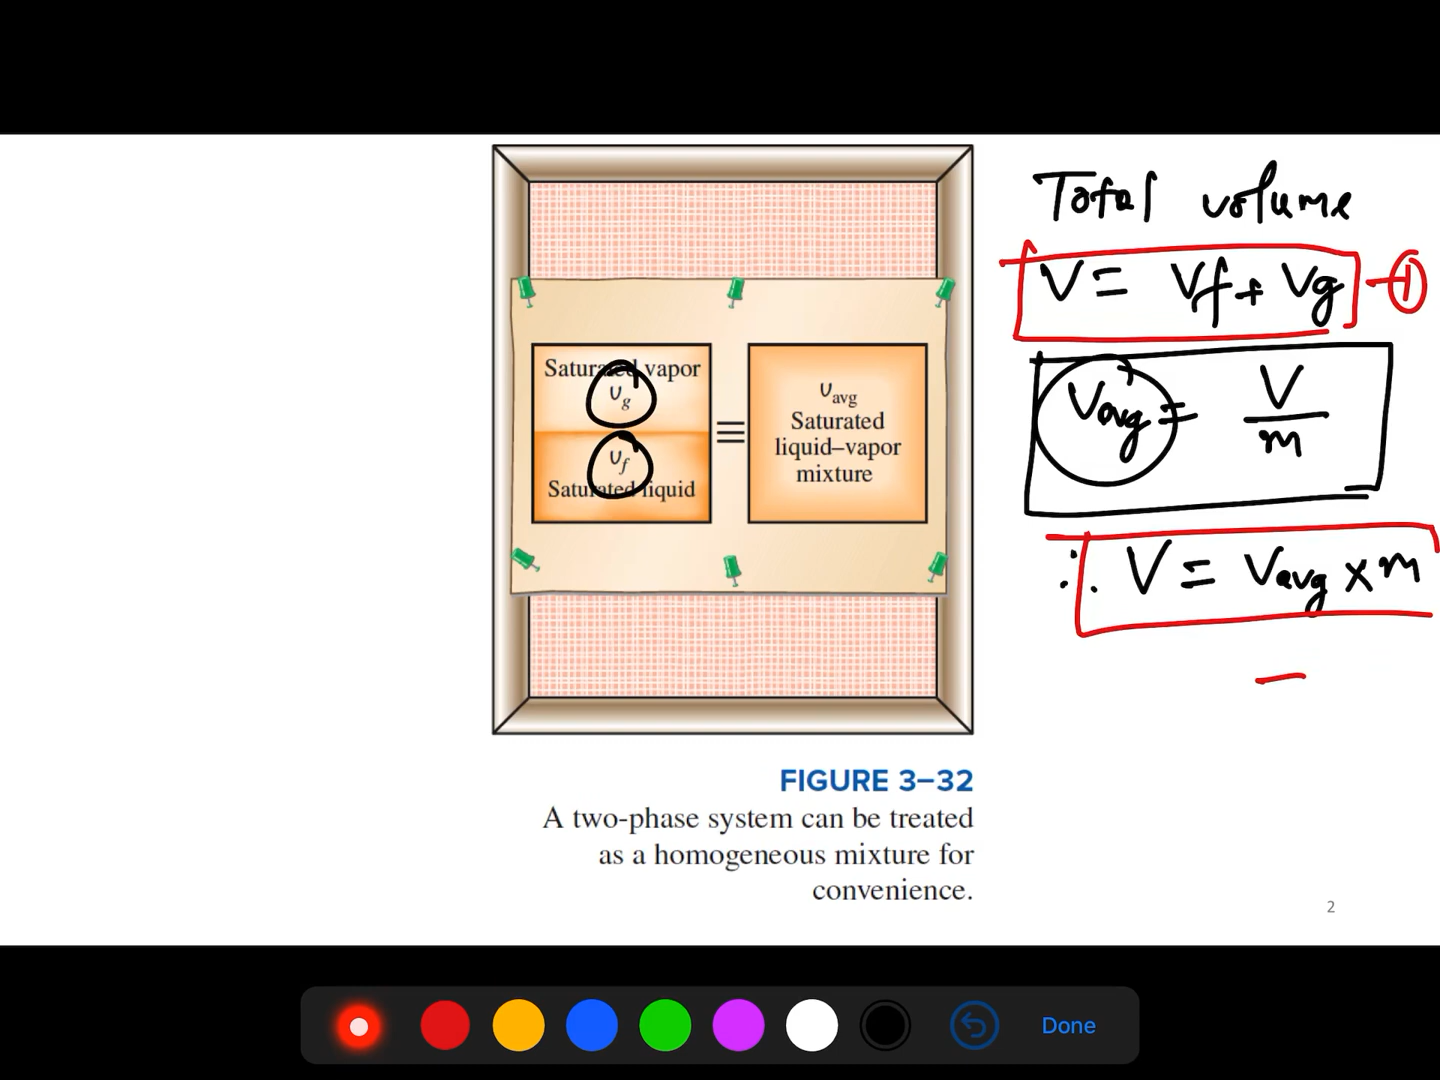 Total volume
V = Vf + Vg — ①
Vavg = V/m
∴ V = Vavg × m
Saturated vapor
υg
υf
Saturated liquid
≡
υavg
Saturated
liquid–vapor
mixture
FIGURE 3–32
A two-phase system can be treated
as a homogeneous mixture for
convenience.
2
Done